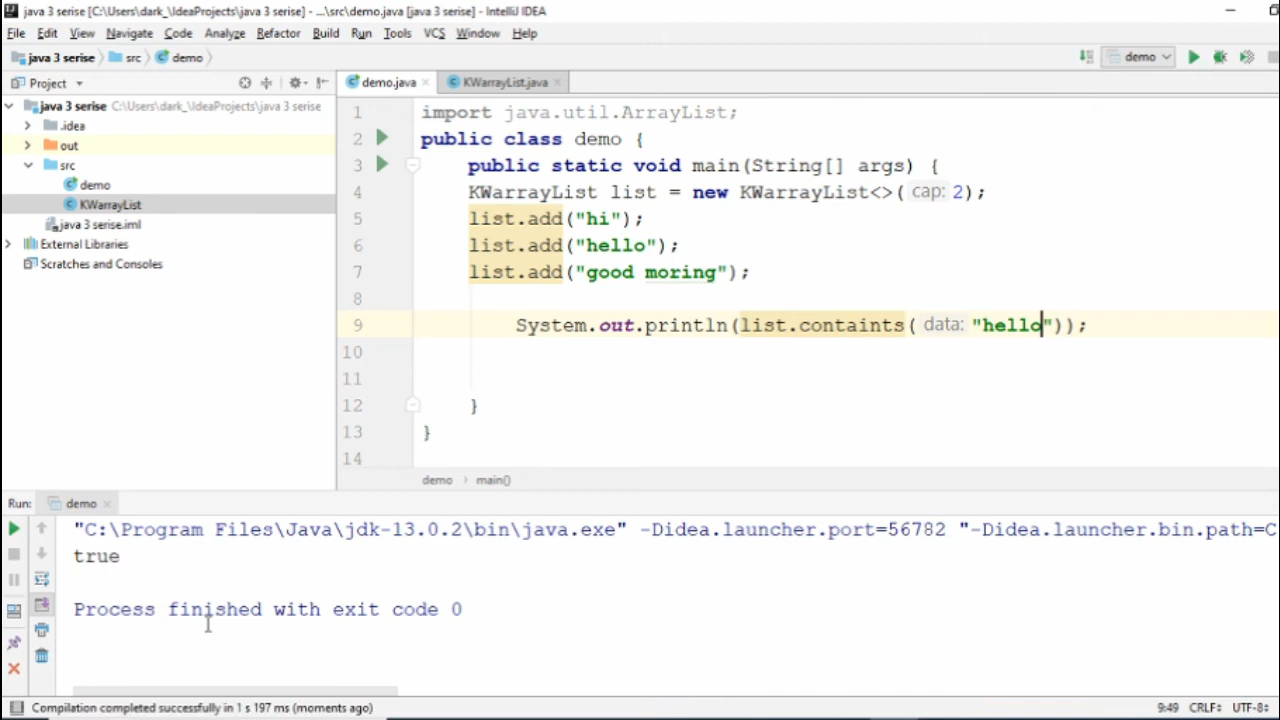 java 3 serise [C:\Users\dark_\IdeaProjects\java 3 serise] - ...\src\demo.java [java 3 serise] - IntelliJ IDEA
File Edit View Navigate Code Analyze Refactor Build Run Tools VCS Window Help
java 3 serise src demo demo
Project demo.java KWarrayList.java
java 3 serise C:\Users\dark_\IdeaProjects\java 3 serise
.idea
out
src
demo
KWarrayList
java 3 serise.iml
External Libraries
Scratches and Consoles
1 import java.util.ArrayList;
2 public class demo {
3 public static void main(String[] args) {
4 KWarrayList list = new KWarrayList<>( cap: 2);
5 list.add("hi");
6 list.add("hello");
7 list.add("good moring");
8
9 System.out.println(list.containts( data: "hello"));
10
11
12 }
13 }
14
demo main()
Run: demo
"C:\Program Files\Java\jdk-13.0.2\bin\java.exe" -Didea.launcher.port=56782 "-Didea.launcher.bin.path=C
true
Process finished with exit code 0
Compilation completed successfully in 1 s 197 ms (moments ago) 9:49 CRLF UTF-8